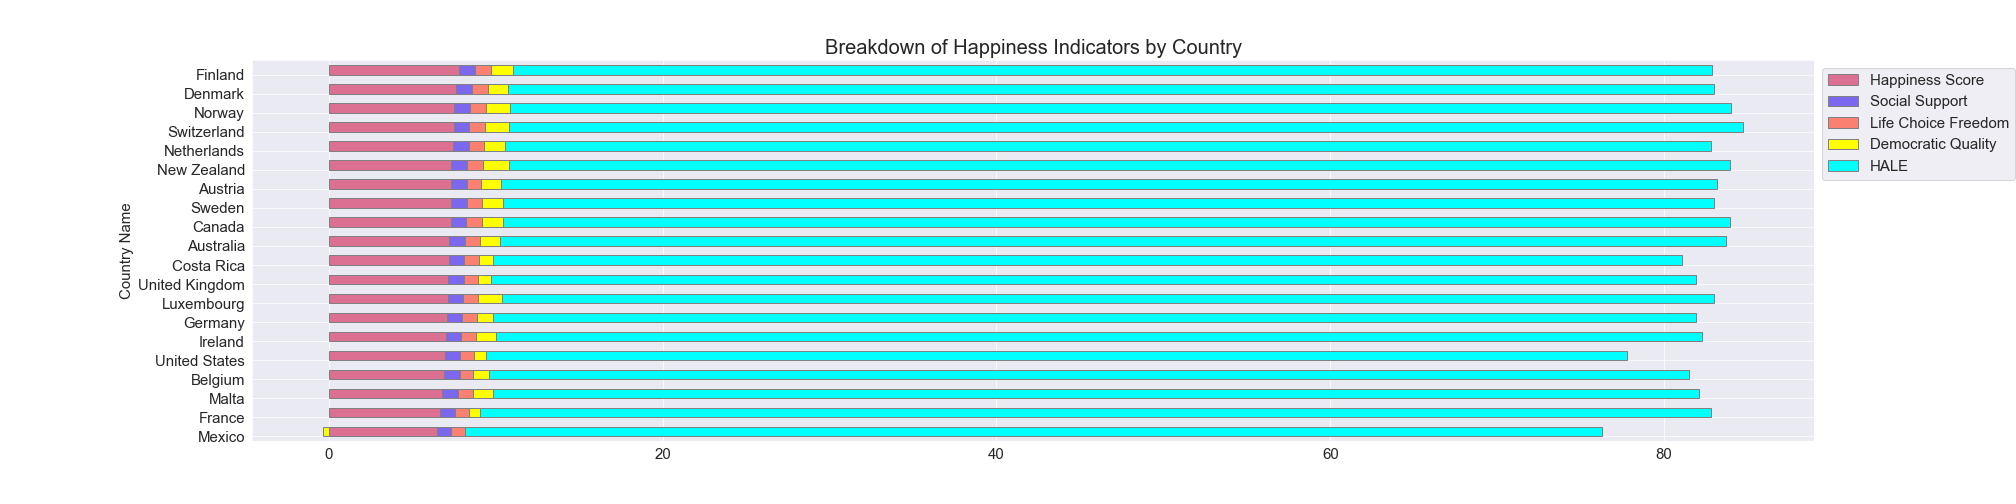 Breakdown of Happiness Indicators by Country
Country Name
Finland
Denmark
Norway
Switzerland
Netherlands
New Zealand
Austria
Sweden
Canada
Australia
Costa Rica
United Kingdom
Luxembourg
Germany
Ireland
United States
Belgium
Malta
France
Mexico
0 20 40 60 80
Happiness Score
Social Support
Life Choice Freedom
Democratic Quality
HALE